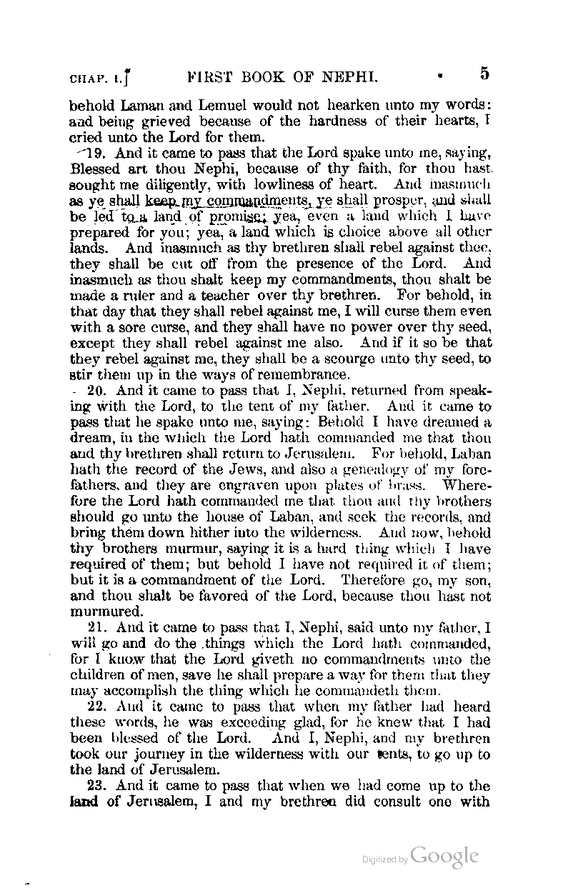 CHAP. I.] FIRST BOOK OF NEPHI. 5
behold Laman and Lemuel would not hearken unto my words:
and being grieved because of the hardness of their hearts, I
cried unto the Lord for them.
19. And it came to pass that the Lord spake unto me, saying,
Blessed art thou Nephi, because of thy faith, for thou hast
sought me diligently, with lowliness of heart. And inasmuch
as ye shall keep my commandments, ye shall prosper, and shall
be led to a land of promise; yea, even a land which I have
prepared for you; yea, a land which is choice above all other
lands. And inasmuch as thy brethren shall rebel against thee,
they shall be cut off from the presence of the Lord. And
inasmuch as thou shalt keep my commandments, thou shalt be
made a ruler and a teacher over thy brethren. For behold, in
that day that they shall rebel against me, I will curse them even
with a sore curse, and they shall have no power over thy seed,
except they shall rebel against me also. And if it so be that
they rebel against me, they shall be a scourge unto thy seed, to
stir them up in the ways of remembrance.
20. And it came to pass that I, Nephi, returned from speak-
ing with the Lord, to the tent of my father. And it came to
pass that he spake unto me, saying: Behold I have dreamed a
dream, in the which the Lord hath commanded me that thou
and thy brethren shall return to Jerusalem. For behold, Laban
hath the record of the Jews, and also a genealogy of my fore-
fathers, and they are engraven upon plates of brass. Where-
fore the Lord hath commanded me that thou and thy brothers
should go unto the house of Laban, and seek the records, and
bring them down hither into the wilderness. And now, behold
thy brothers murmur, saying it is a hard thing which I have
required of them; but behold I have not required it of them;
but it is a commandment of the Lord. Therefore go, my son,
and thou shalt be favored of the Lord, because thou hast not
murmured.
21. And it came to pass that I, Nephi, said unto my father, I
will go and do the things which the Lord hath commanded,
for I know that the Lord giveth no commandments unto the
children of men, save he shall prepare a way for them that they
may accomplish the thing which he commandeth them.
22. And it came to pass that when my father had heard
these words, he was exceeding glad, for he knew that I had
been blessed of the Lord. And I, Nephi, and my brethren
took our journey in the wilderness with our tents, to go up to
the land of Jerusalem.
23. And it came to pass that when we had come up to the
land of Jerusalem, I and my brethren did consult one with
Digitized by Google